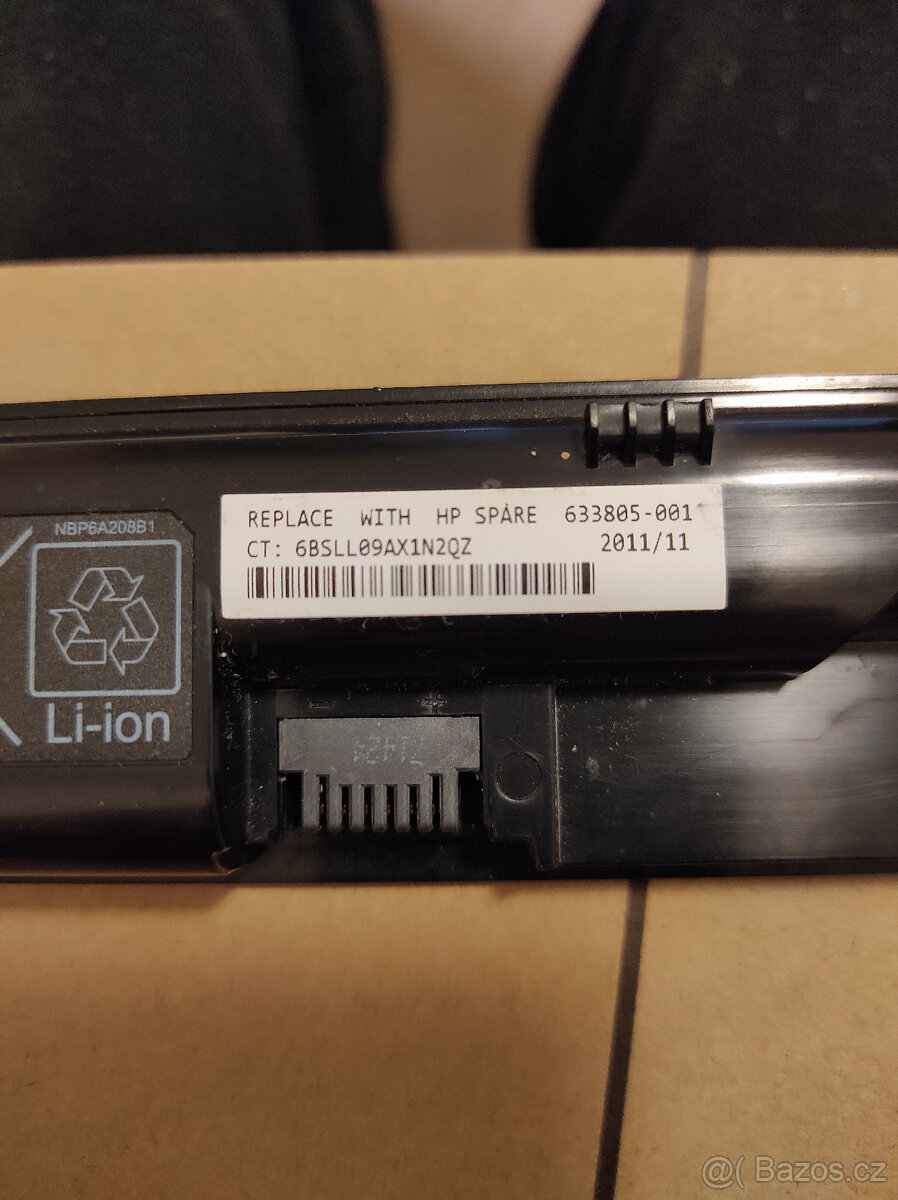 REPLACE WITH HP SPARE 633805-001
CT: 6BSLL09AX1N2QZ 2011/11
NBP6A208B1
Li-ion
@( Bazos.cz